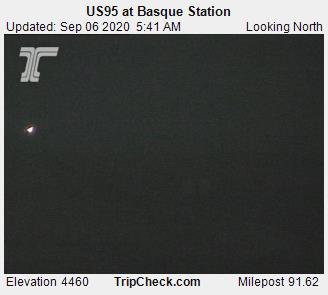 US95 at Basque Station
Updated: Sep 06 2020 5:41 AM Looking North
Elevation 4460 TripCheck.com Milepost 91.62